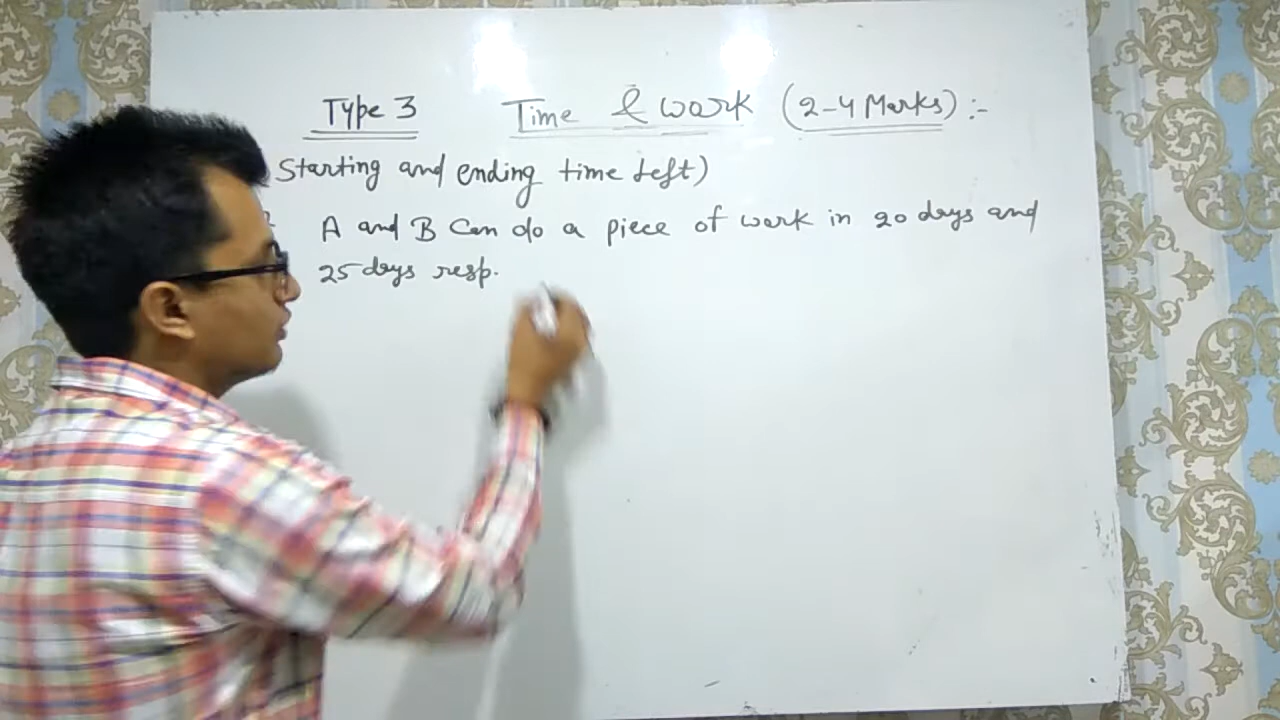 Type 3 Time & work (2-4 Marks) :-
Starting and ending time left)
A and B can do a piece of work in 20 days and
25 days resp.